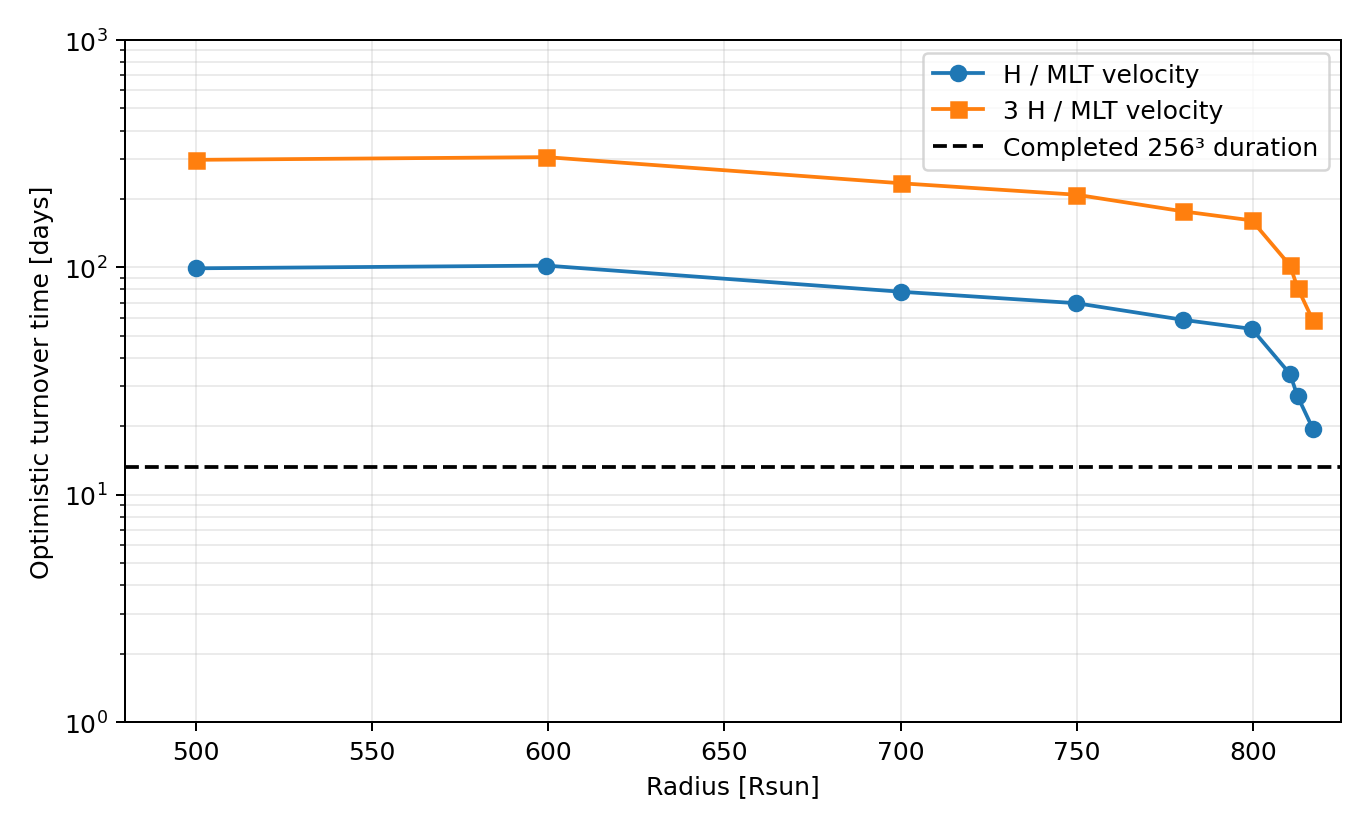 10³
10²
10¹
10⁰
Optimistic turnover time [days]
H / MLT velocity
3 H / MLT velocity
Completed 256³ duration
500 550 600 650 700 750 800
Radius [Rsun]